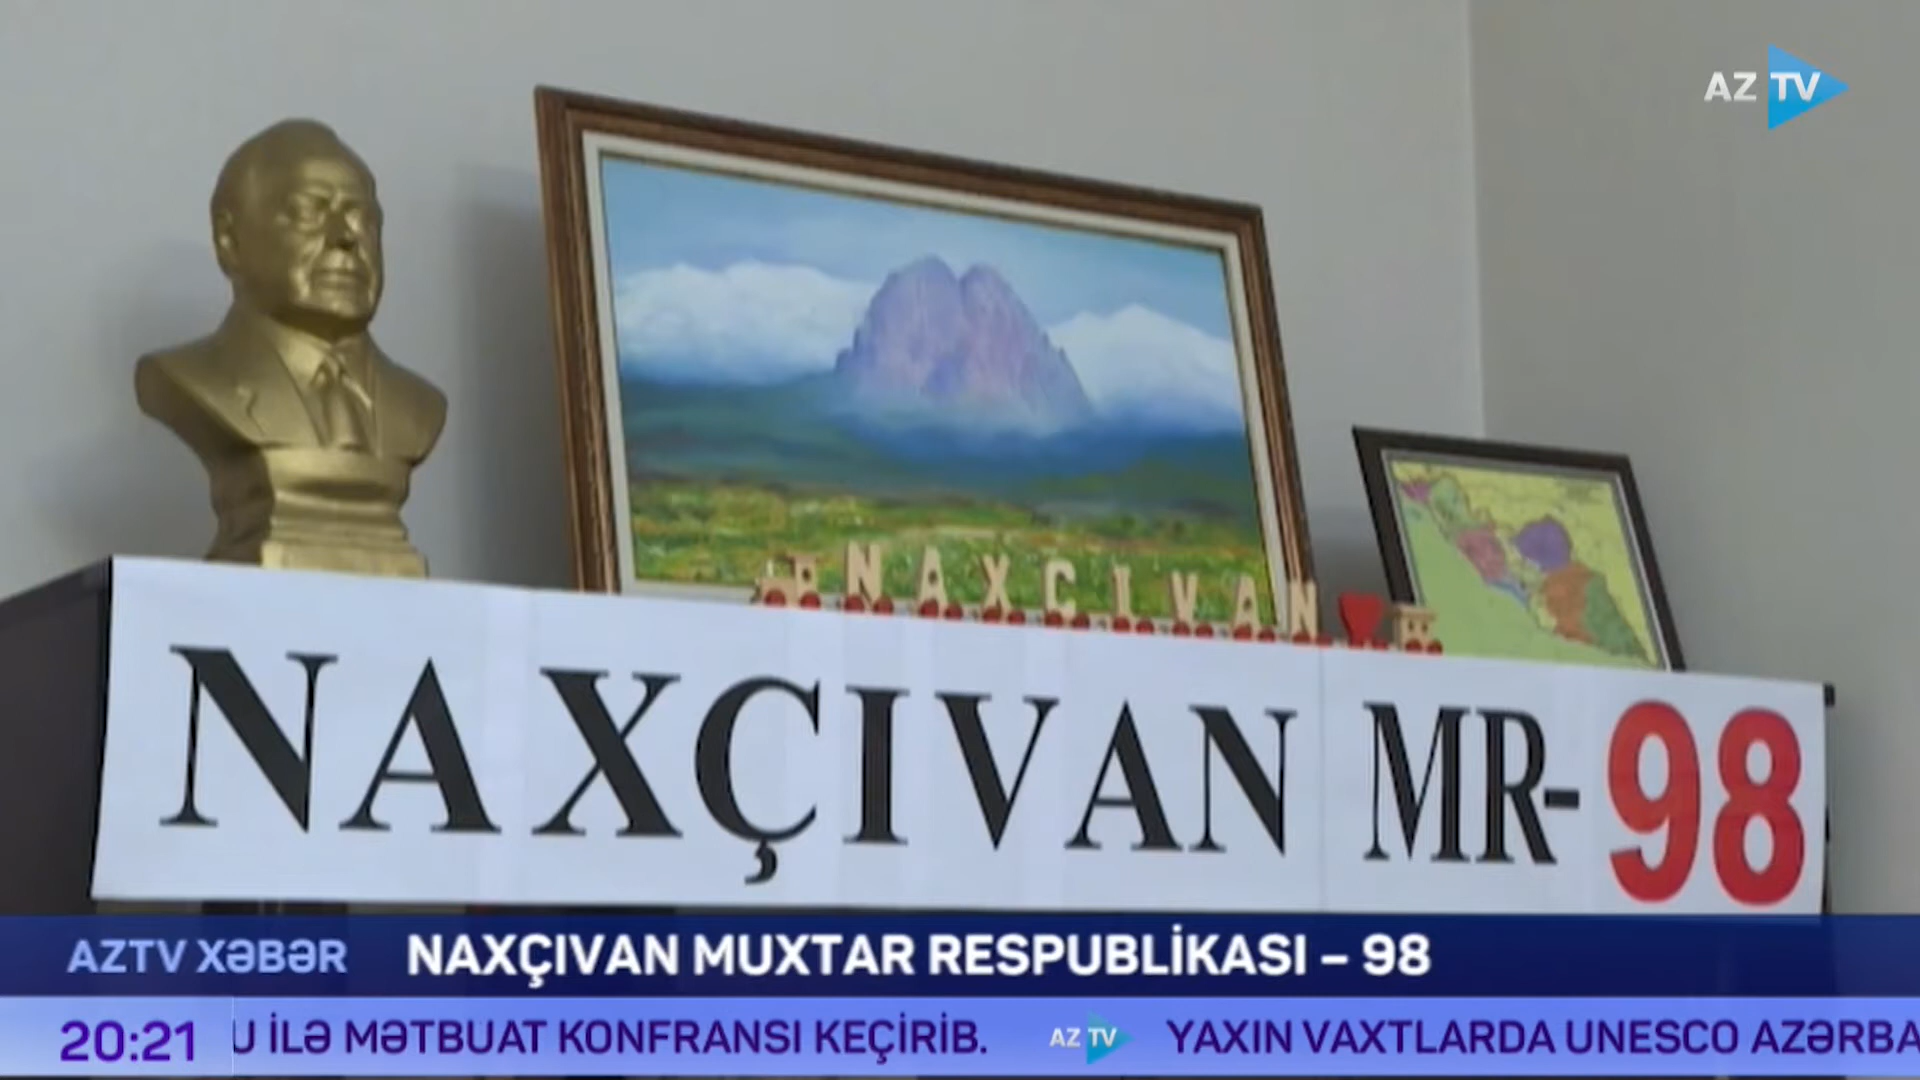 AZ TV
NAXÇIVAN
NAXÇIVAN MR-98
AZTV XƏBƏR NAXÇIVAN MUXTAR RESPUBLİKASI – 98
20:21 U İLƏ MƏTBUAT KONFRANSI KEÇİRİB. AZ TV YAXIN VAXTLARDA UNESCO AZƏRBA